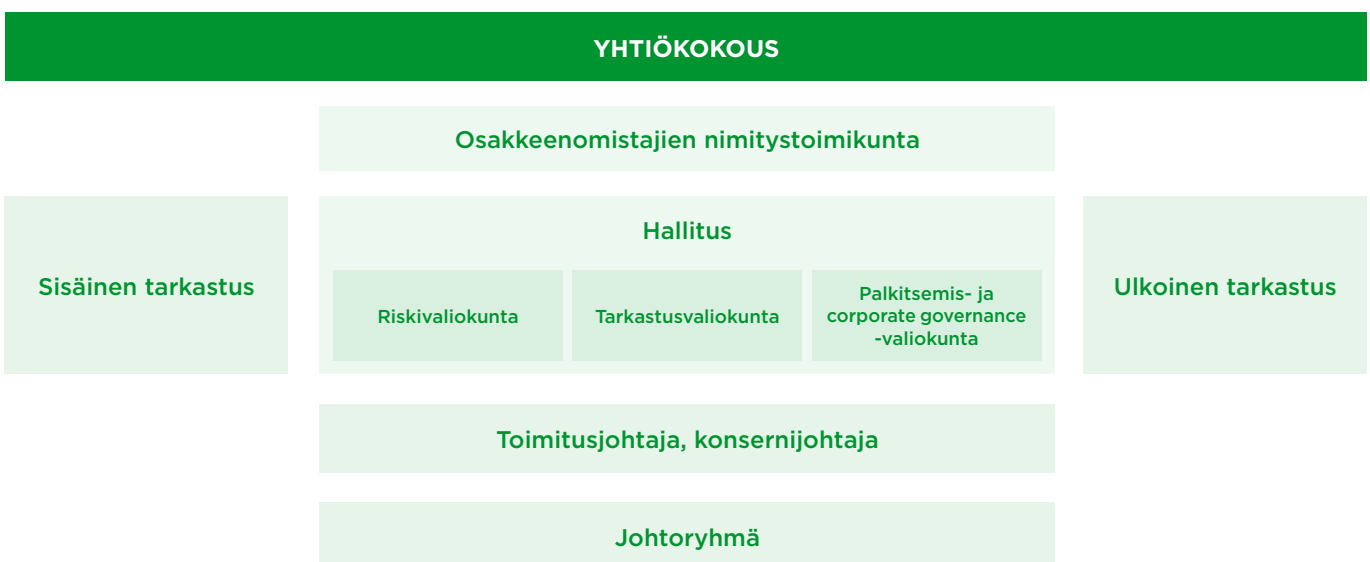 YHTIÖKOKOUS
Osakkeenomistajien nimitystoimikunta
Sisäinen tarkastus
Hallitus
Riskivaliokunta
Tarkastusvaliokunta
Palkitsemis- ja
corporate governance
-valiokunta
Ulkoinen tarkastus
Toimitusjohtaja, konsernijohtaja
Johtoryhmä